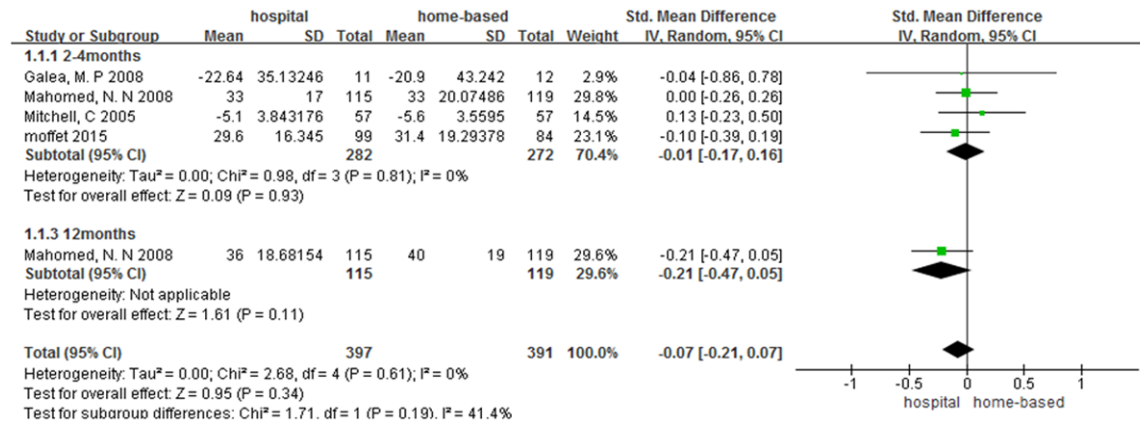 hospital home-based Std. Mean Difference Std. Mean Difference
Study or Subgroup Mean SD Total Mean SD Total Weight IV, Random, 95% CI IV, Random, 95% CI
1.1.1 2-4months
Galea, M. P 2008 -22.64 35.13246 11 -20.9 43.242 12 2.9% -0.04 [-0.86, 0.78]
Mahomed, N. N 2008 33 17 115 33 20.07486 119 29.8% 0.00 [-0.26, 0.26]
Mitchell, C 2005 -5.1 3.843176 57 -5.6 3.5595 57 14.5% 0.13 [-0.23, 0.50]
moffet 2015 29.6 16.345 99 31.4 19.29378 84 23.1% -0.10 [-0.39, 0.19]
Subtotal (95% CI) 282 272 70.4% -0.01 [-0.17, 0.16]
Heterogeneity: Tau² = 0.00; Chi² = 0.98, df = 3 (P = 0.81); I² = 0%
Test for overall effect: Z = 0.09 (P = 0.93)
1.1.3 12months
Mahomed, N. N 2008 36 18.68154 115 40 19 119 29.6% -0.21 [-0.47, 0.05]
Subtotal (95% CI) 115 119 29.6% -0.21 [-0.47, 0.05]
Heterogeneity: Not applicable
Test for overall effect: Z = 1.61 (P = 0.11)
Total (95% CI) 397 391 100.0% -0.07 [-0.21, 0.07]
Heterogeneity: Tau² = 0.00; Chi² = 2.68, df = 4 (P = 0.61); I² = 0%
Test for overall effect: Z = 0.95 (P = 0.34)
Test for subgroup differences: Chi² = 1.71, df = 1 (P = 0.19), I² = 41.4%
-1 -0.5 0 0.5 1
hospital home-based